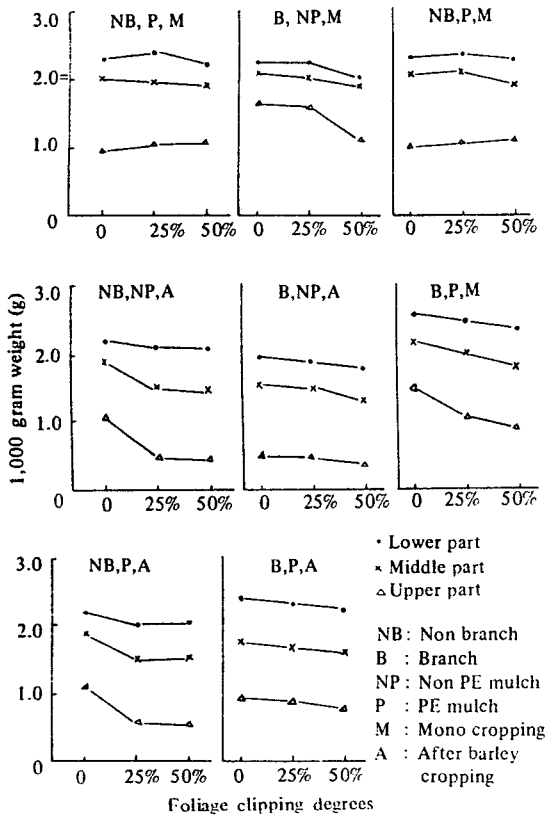 NB, P, M
B, NP,M
NB,P,M
3.0
2.0=
1.0
0
0 25% 50%
0 25% 50%
0 25% 50%
NB,NP,A
B,NP,A
B,P,M
3.0
2.0
1.0
0
0 25% 50%
0 25% 50%
0 25% 50%
1,000 gram weight (g)
NB,P,A
B,P,A
3.0
2.0
1.0
0
0 25% 50%
0 25% 50%
Foliage clipping degrees
• Lower part
× Middle part
△ Upper part
NB: Non branch
B : Branch
NP : Non PE mulch
P : PE mulch
M : Mono cropping
A : After barley
cropping